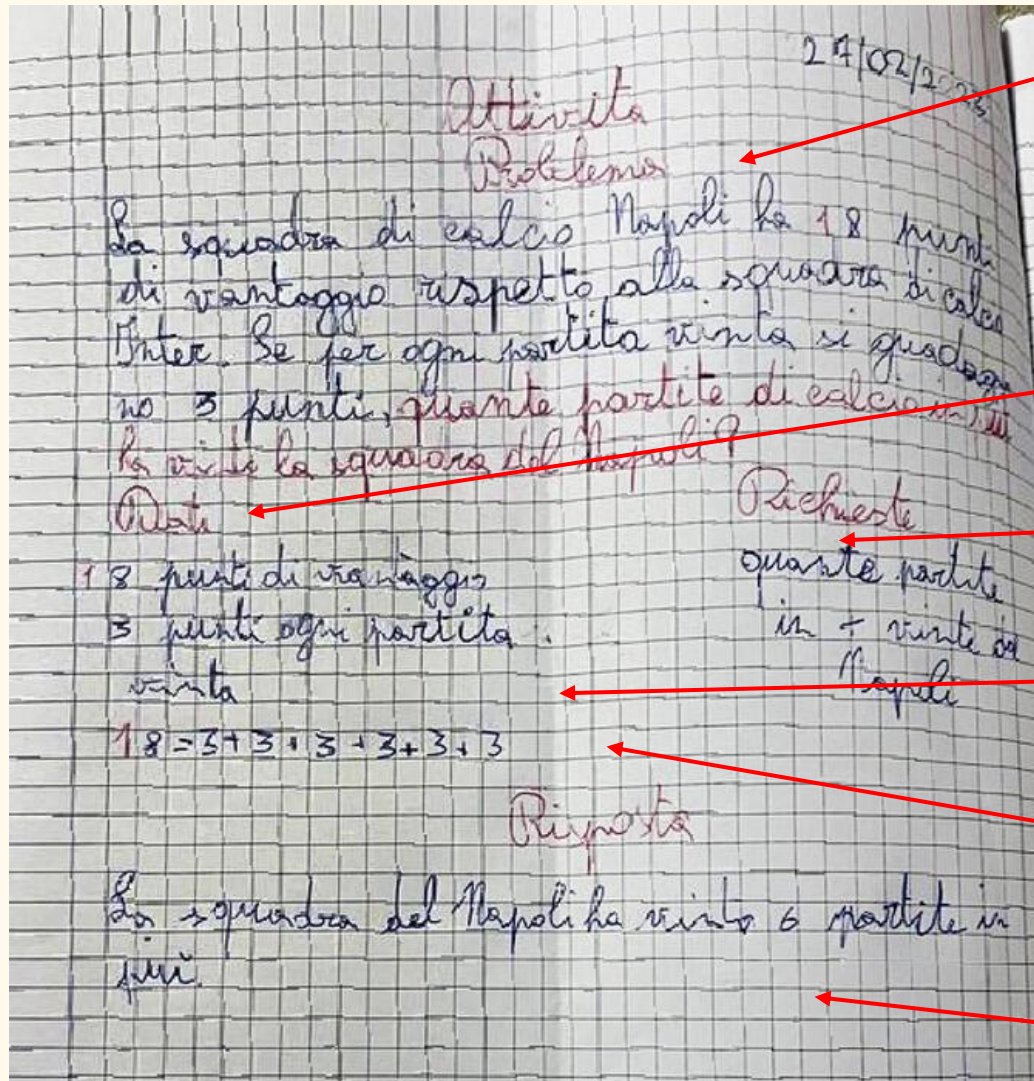 27/02/2023
Attività
Problema
La squadra di calcio Napoli ha 18 punti
di vantaggio rispetto alla squadra di calcio
Inter. Se per ogni partita vinta si guadag
no 3 punti, quante partite di calcio in più
ha vinto la squadra del Napoli?
Dati Richieste
18 punti di vantaggio quante partite
3 punti ogni partita in + vinte dal
vinta Napoli
18=3+3+3+3+3+3
Risposta
La squadra del Napoli ha vinto 6 partite in
più.